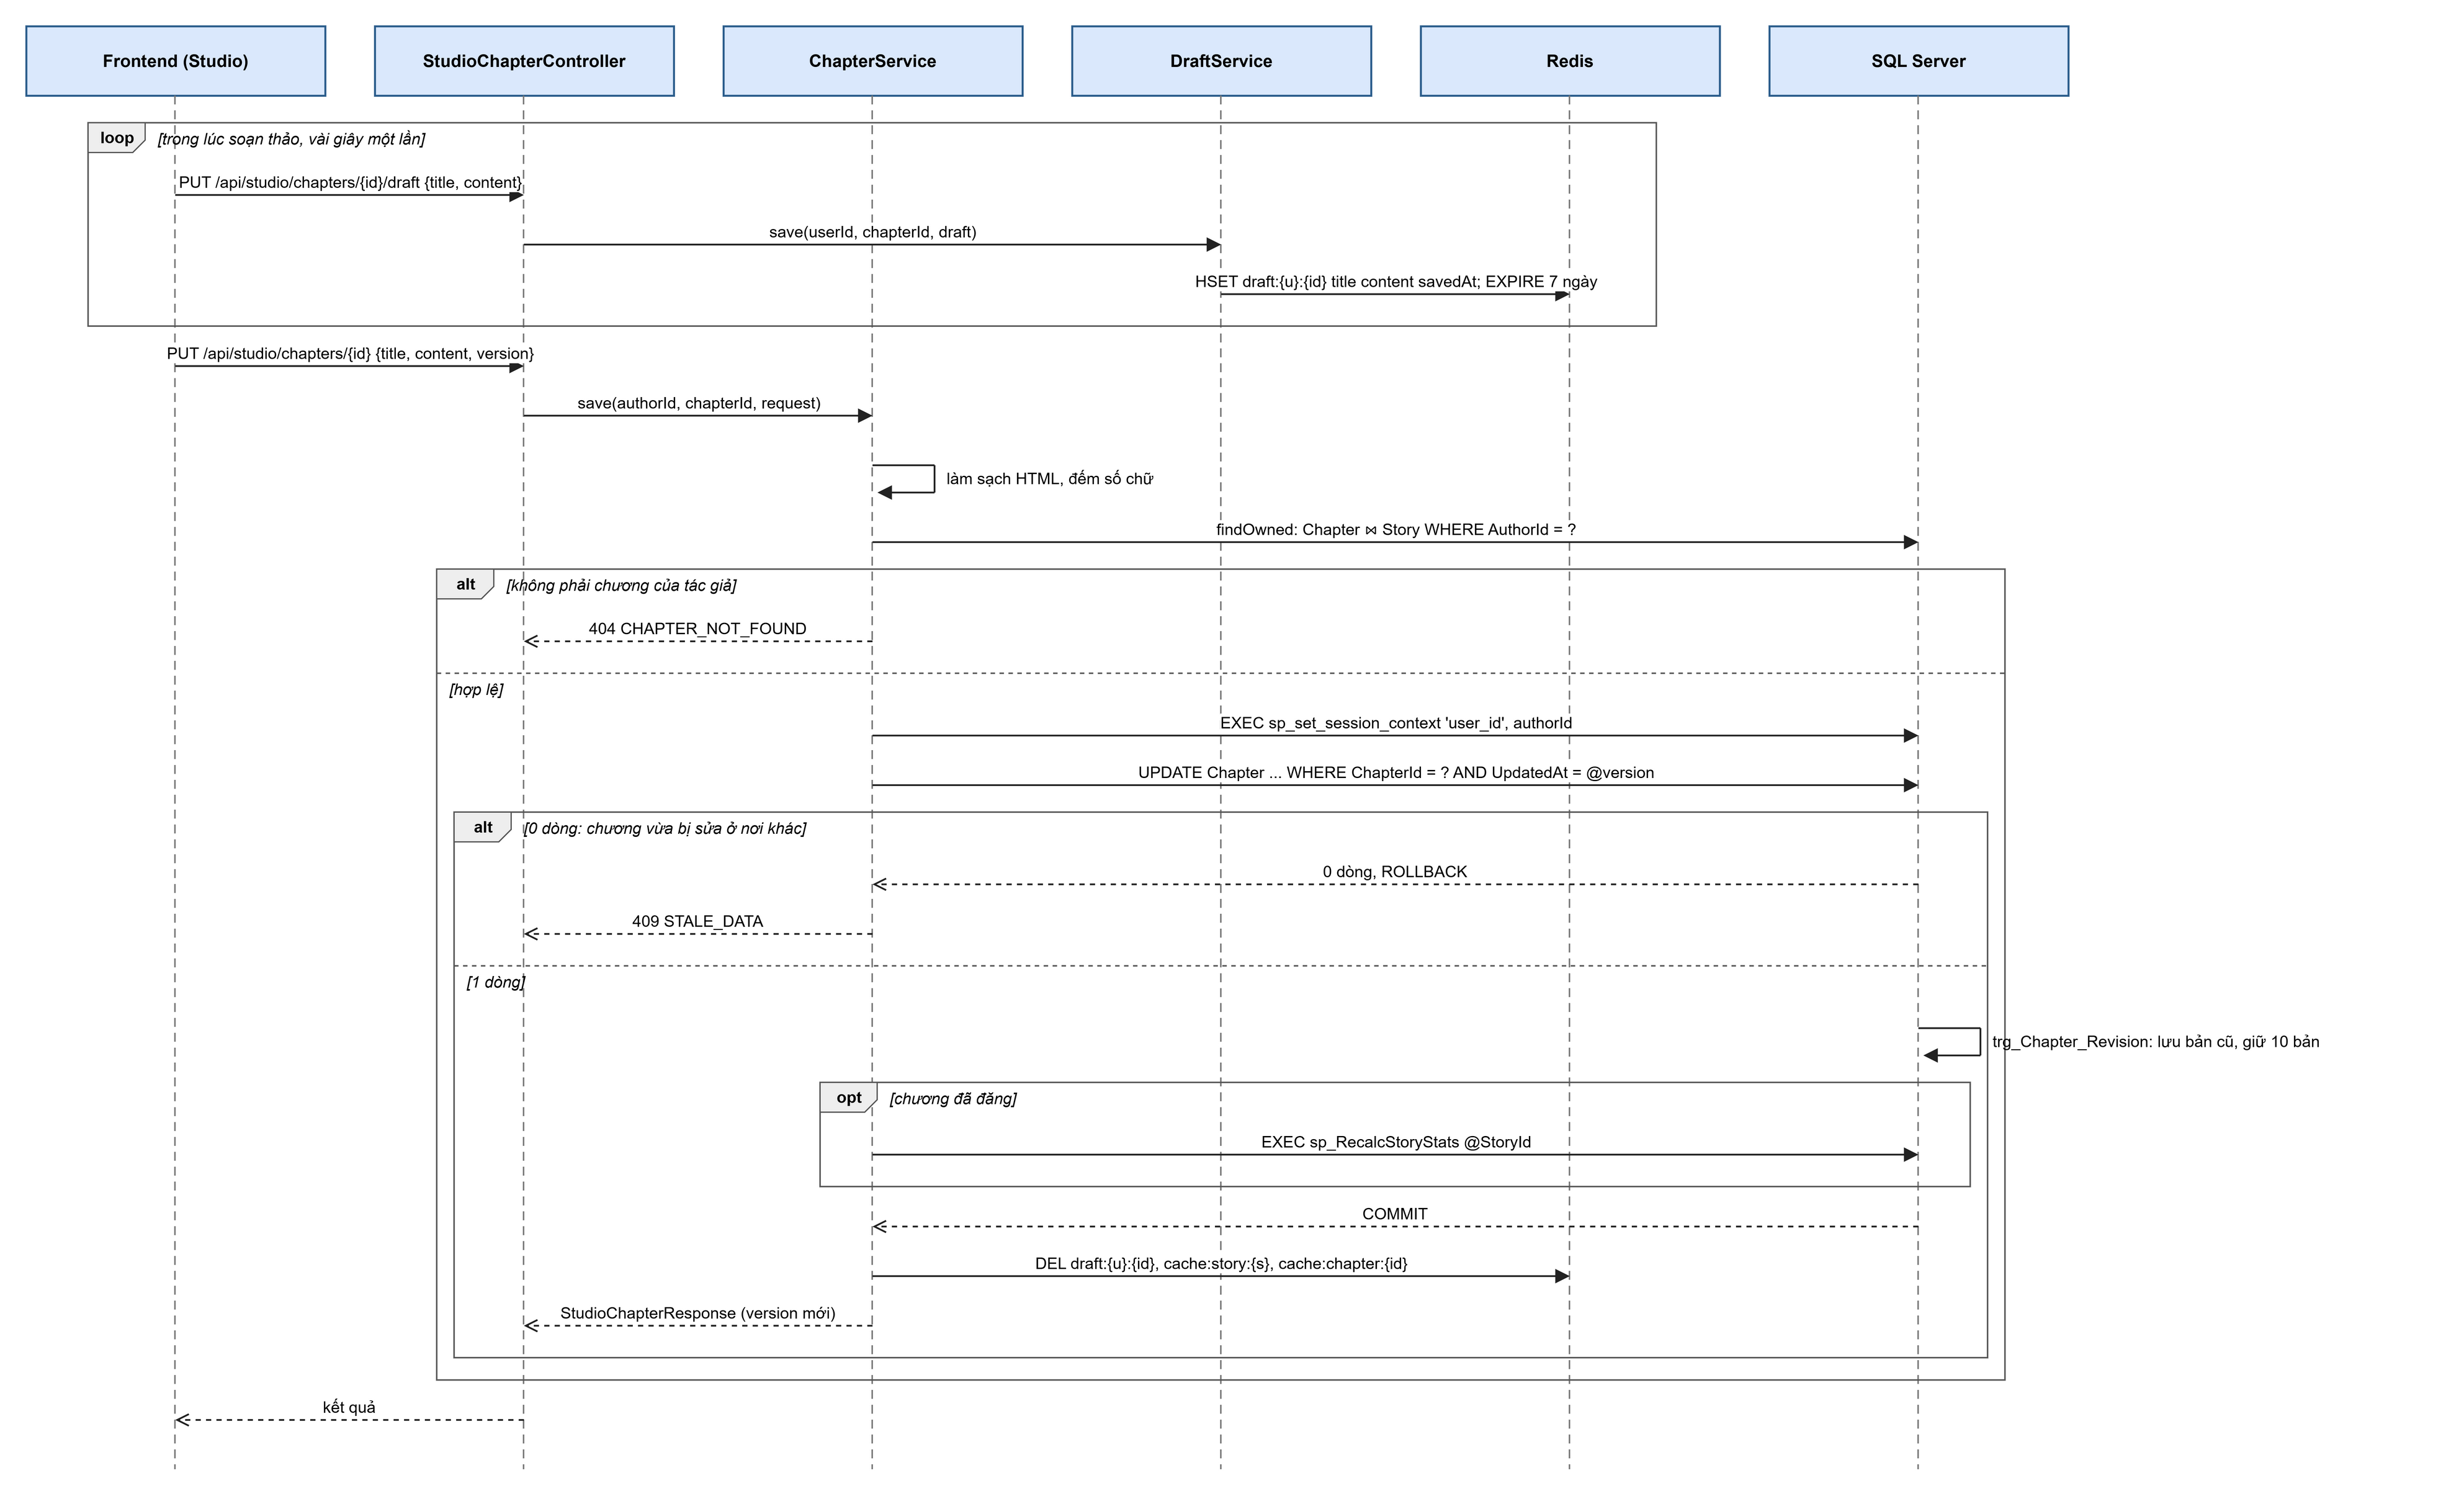 Frontend (Studio)
StudioChapterController
ChapterService
DraftService
Redis
SQL Server
loop
[trong lúc soạn thảo, vài giây một lần]
PUT /api/studio/chapters/{id}/draft {title, content}
save(userId, chapterId, draft)
HSET draft:{u}:{id} title content savedAt; EXPIRE 7 ngày
PUT /api/studio/chapters/{id} {title, content, version}
save(authorId, chapterId, request)
làm sạch HTML, đếm số chữ
findOwned: Chapter ⋈ Story WHERE AuthorId = ?
alt
[không phải chương của tác giả]
404 CHAPTER_NOT_FOUND
[hợp lệ]
EXEC sp_set_session_context 'user_id', authorId
UPDATE Chapter ... WHERE ChapterId = ? AND UpdatedAt = @version
alt
[0 dòng: chương vừa bị sửa ở nơi khác]
0 dòng, ROLLBACK
409 STALE_DATA
[1 dòng]
trg_Chapter_Revision: lưu bản cũ, giữ 10 bản
opt
[chương đã đăng]
EXEC sp_RecalcStoryStats @StoryId
COMMIT
DEL draft:{u}:{id}, cache:story:{s}, cache:chapter:{id}
StudioChapterResponse (version mới)
kết quả